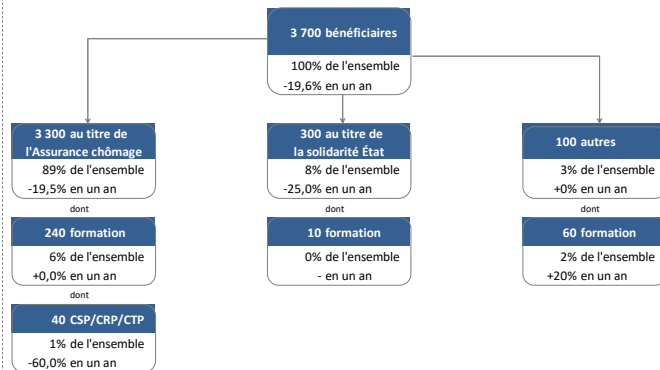 3 700 bénéficiaires
100% de l'ensemble
-19,6% en un an
3 300 au titre de
l'Assurance chômage
89% de l'ensemble
-19,5% en un an
dont
240 formation
6% de l'ensemble
+0,0% en un an
dont
40 CSP/CRP/CTP
1% de l'ensemble
-60,0% en un an
300 au titre de
la solidarité État
8% de l'ensemble
-25,0% en un an
dont
10 formation
0% de l'ensemble
- en un an
100 autres
3% de l'ensemble
+0% en un an
dont
60 formation
2% de l'ensemble
+20% en un an